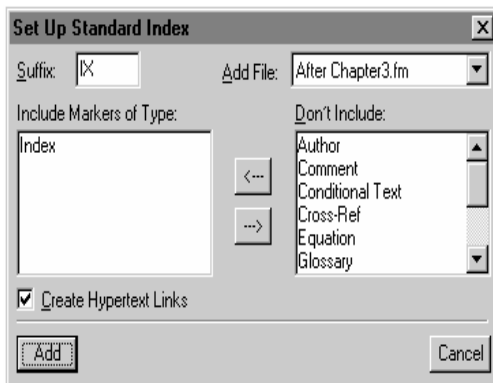 Set Up Standard Index
Suffix: IX Add File: After Chapter3.fm
Include Markers of Type: Don't Include:
Index
Author
Comment
Conditional Text
Cross-Ref
Equation
Glossary
<---
--->
Create Hypertext Links
Add Cancel